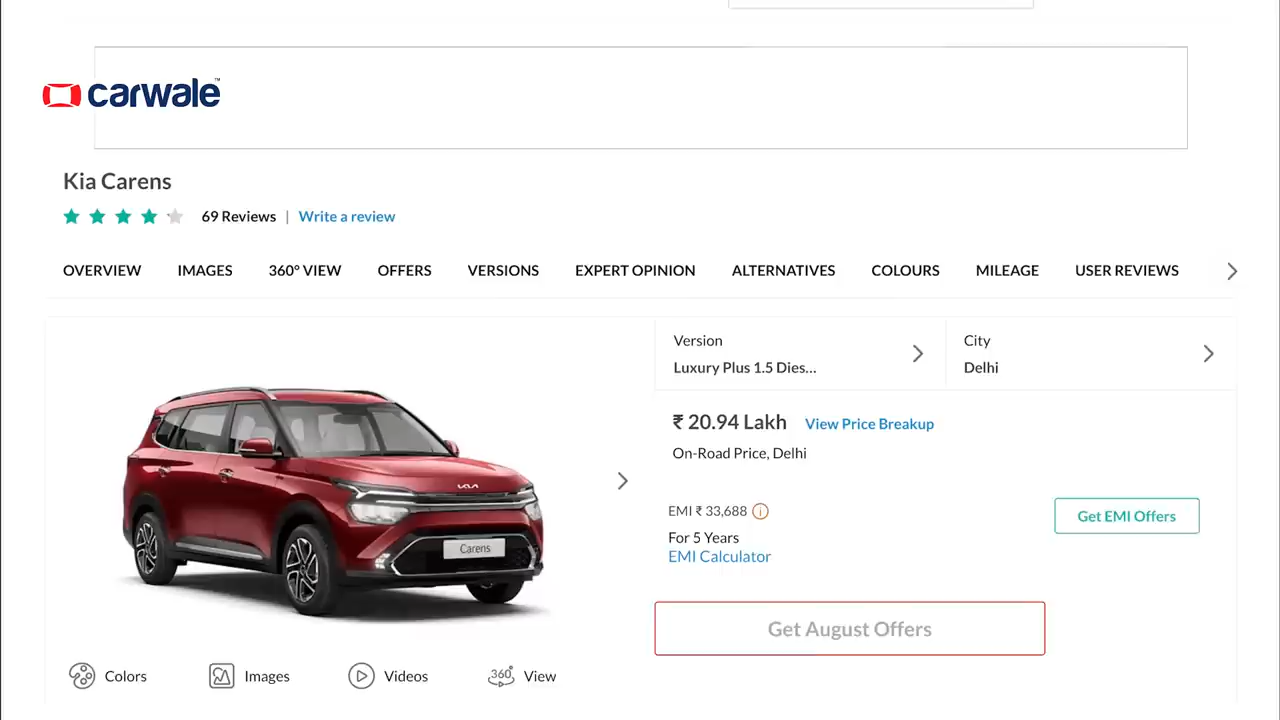 carwale™
Kia Carens
69 Reviews | Write a review
OVERVIEW IMAGES 360° VIEW OFFERS VERSIONS EXPERT OPINION ALTERNATIVES COLOURS MILEAGE USER REVIEWS
Version
Luxury Plus 1.5 Dies...
City
Delhi
₹ 20.94 Lakh View Price Breakup
On-Road Price, Delhi
EMI ₹ 33,688
For 5 Years
EMI Calculator
Get EMI Offers
Get August Offers
KIA
Carens
Colors Images Videos 360° View